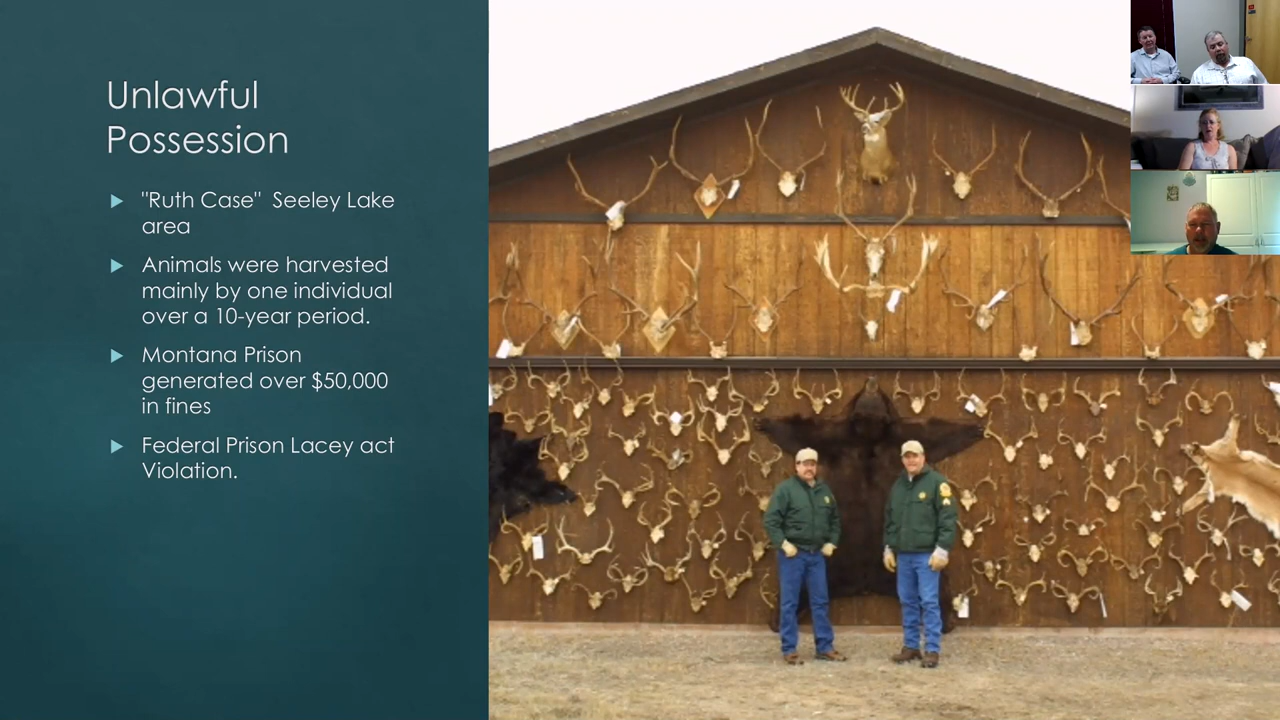 Unlawful
Possession
"Ruth Case" Seeley Lake
area
Animals were harvested
mainly by one individual
over a 10-year period.
Montana Prison
generated over $50,000
in fines
Federal Prison Lacey act
Violation.